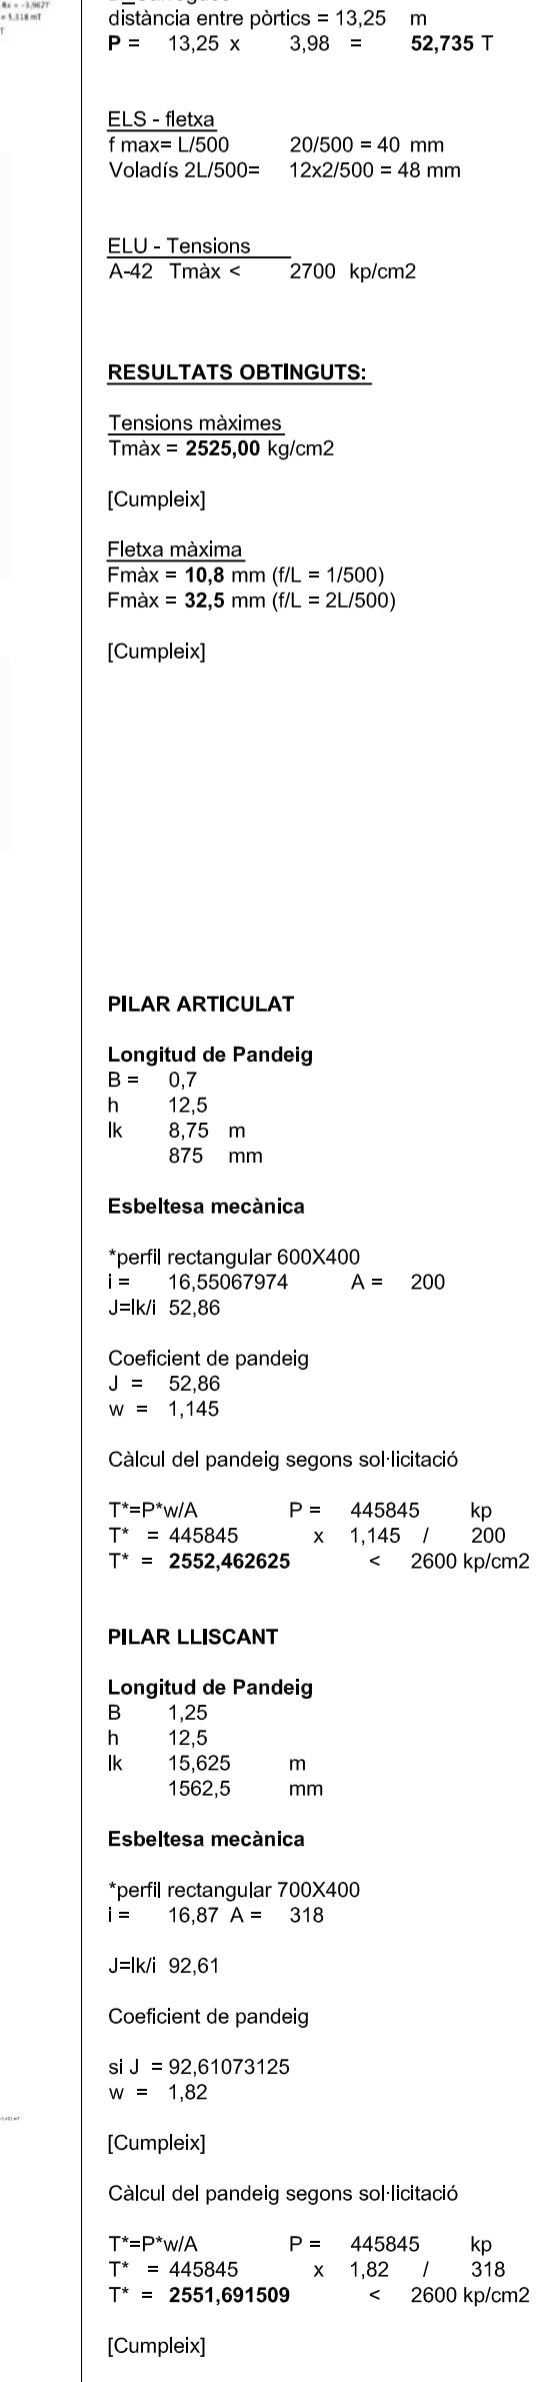 distància entre pòrtics = 13,25 m
P = 13,25 x 3,98 = 52,735 T
ELS - fletxa
f max= L/500 20/500 = 40 mm
Voladís 2L/500= 12x2/500 = 48 mm
ELU - Tensions
A-42 Tmàx < 2700 kp/cm2
RESULTATS OBTINGUTS:
Tensions màximes
Tmàx = 2525,00 kg/cm2
[Cumpleix]
Fletxa màxima
Fmàx = 10,8 mm (f/L = 1/500)
Fmàx = 32,5 mm (f/L = 2L/500)
[Cumpleix]
PILAR ARTICULAT
Longitud de Pandeig
B = 0,7
h 12,5
lk 8,75 m
875 mm
Esbeltesa mecànica
*perfil rectangular 600X400
i = 16,55067974 A = 200
J=lk/i 52,86
Coeficient de pandeig
J = 52,86
w = 1,145
Càlcul del pandeig segons sol·licitació
T*=P*w/A P = 445845 kp
T* = 445845 x 1,145 / 200
T* = 2552,462625 < 2600 kp/cm2
PILAR LLISCANT
Longitud de Pandeig
B 1,25
h 12,5
lk 15,625 m
1562,5 mm
Esbeltesa mecànica
*perfil rectangular 700X400
i = 16,87 A = 318
J=lk/i 92,61
Coeficient de pandeig
si J = 92,61073125
w = 1,82
[Cumpleix]
Càlcul del pandeig segons sol·licitació
T*=P*w/A P = 445845 kp
T* = 445845 x 1,82 / 318
T* = 2551,691509 < 2600 kp/cm2
[Cumpleix]